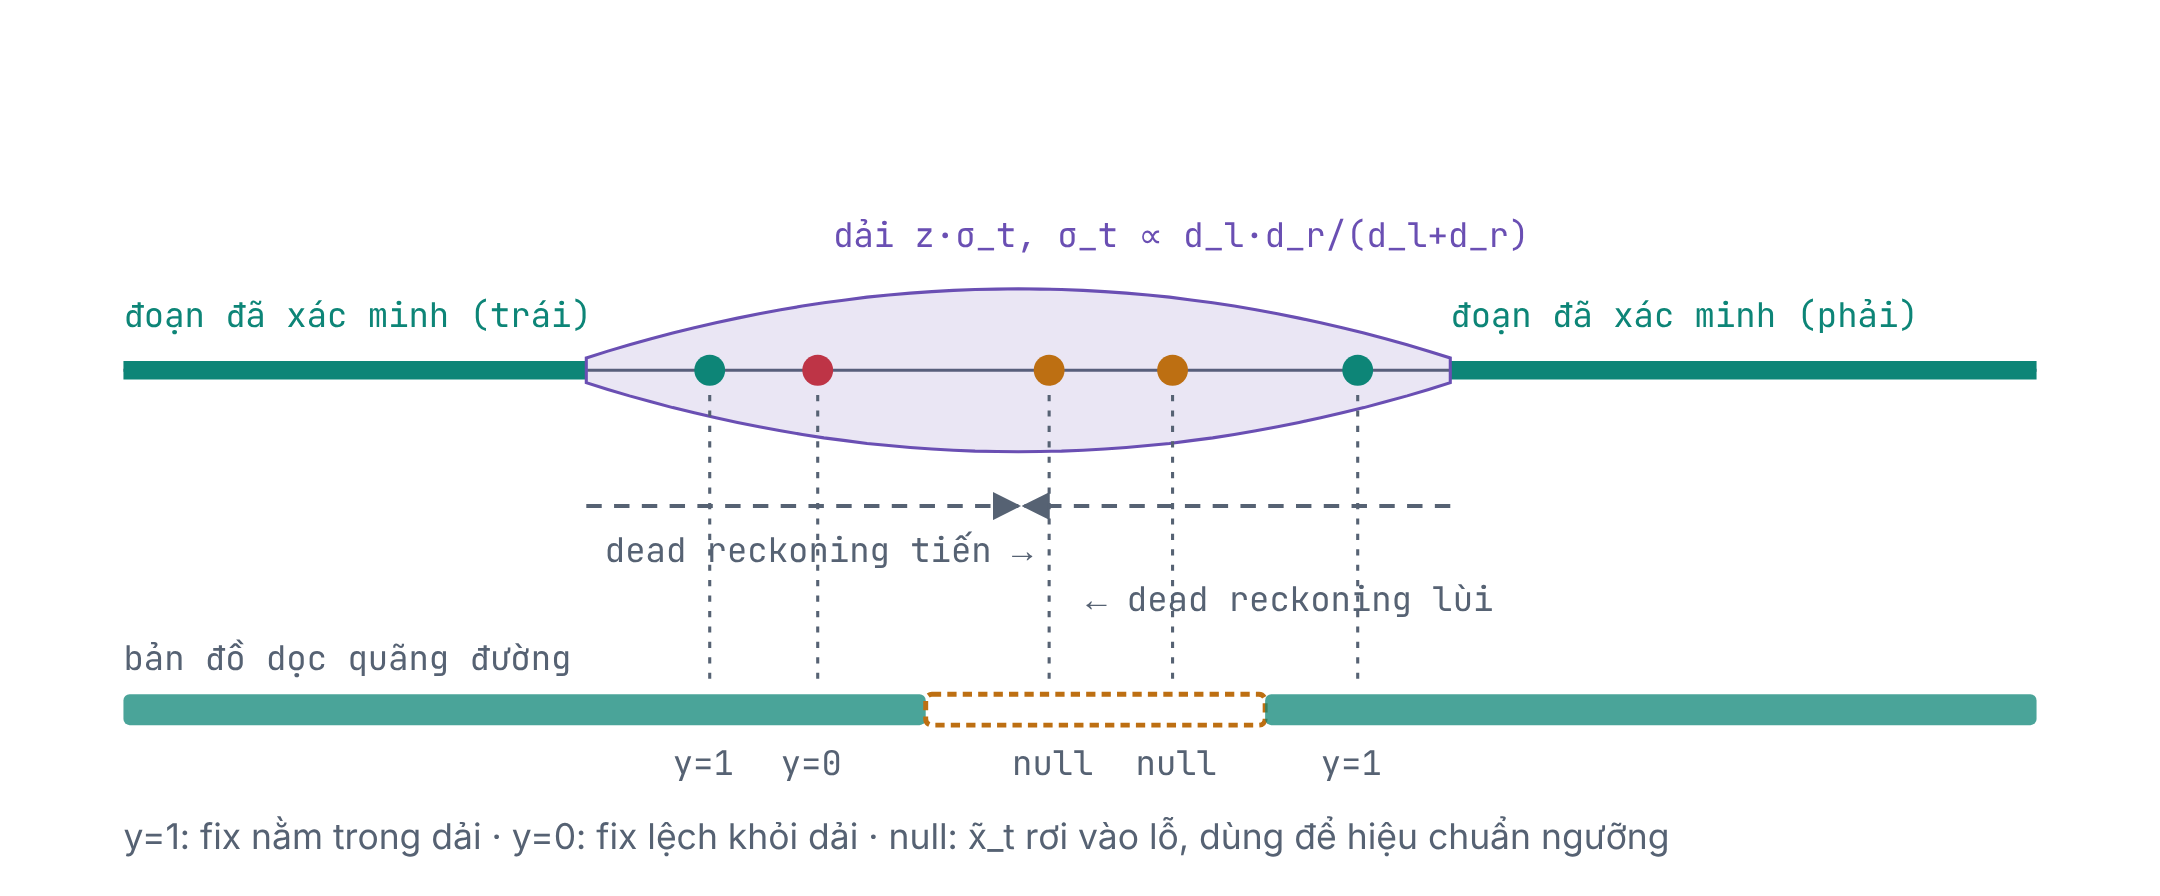 dải z·σ_t, σ_t ∝ d_l·d_r/(d_l+d_r)
đoạn đã xác minh (trái)
đoạn đã xác minh (phải)
dead reckoning tiến →
← dead reckoning lùi
bản đồ dọc quãng đường
y=1 y=0 null null y=1
y=1: fix nằm trong dải · y=0: fix lệch khỏi dải · null: x̃_t rơi vào lỗ, dùng để hiệu chuẩn ngưỡng